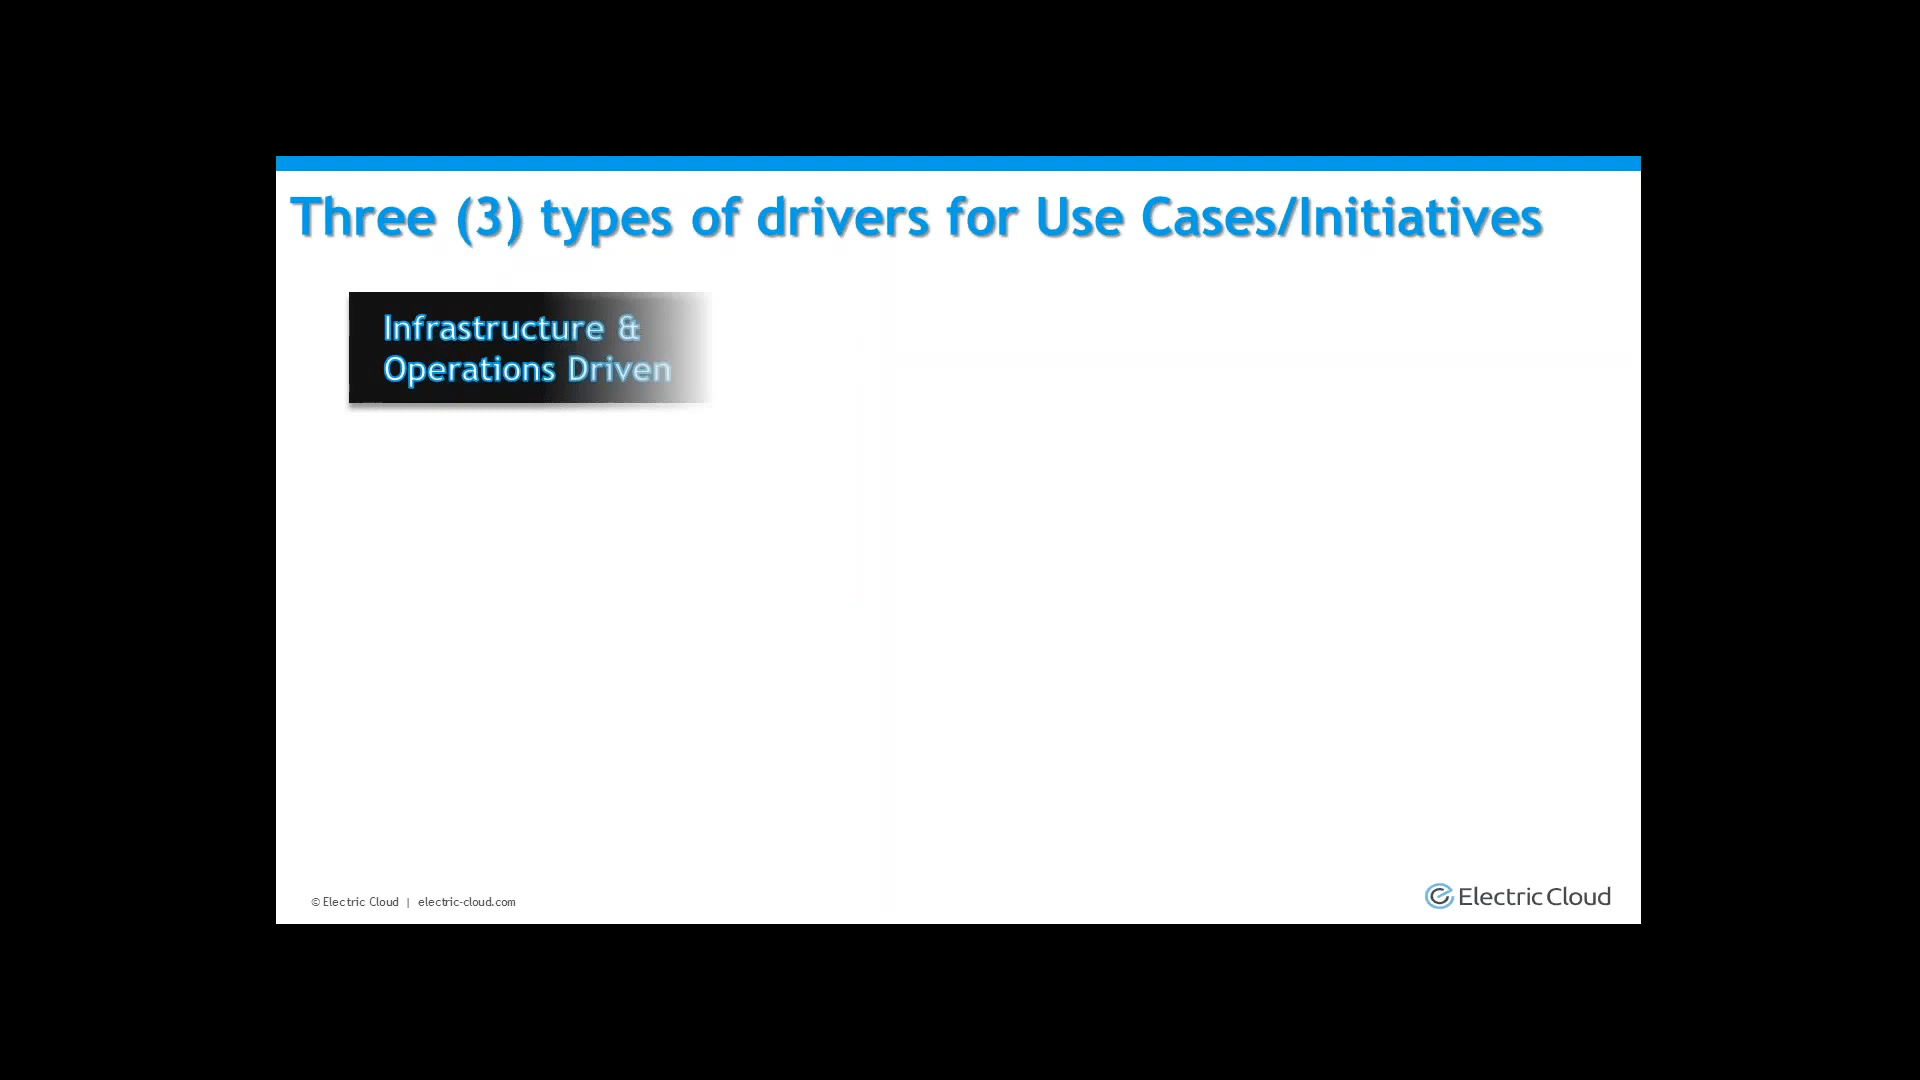 Three (3) types of drivers for Use Cases/Initiatives
Infrastructure &
Operations Driven
© Electric Cloud | electric-cloud.com
Electric Cloud